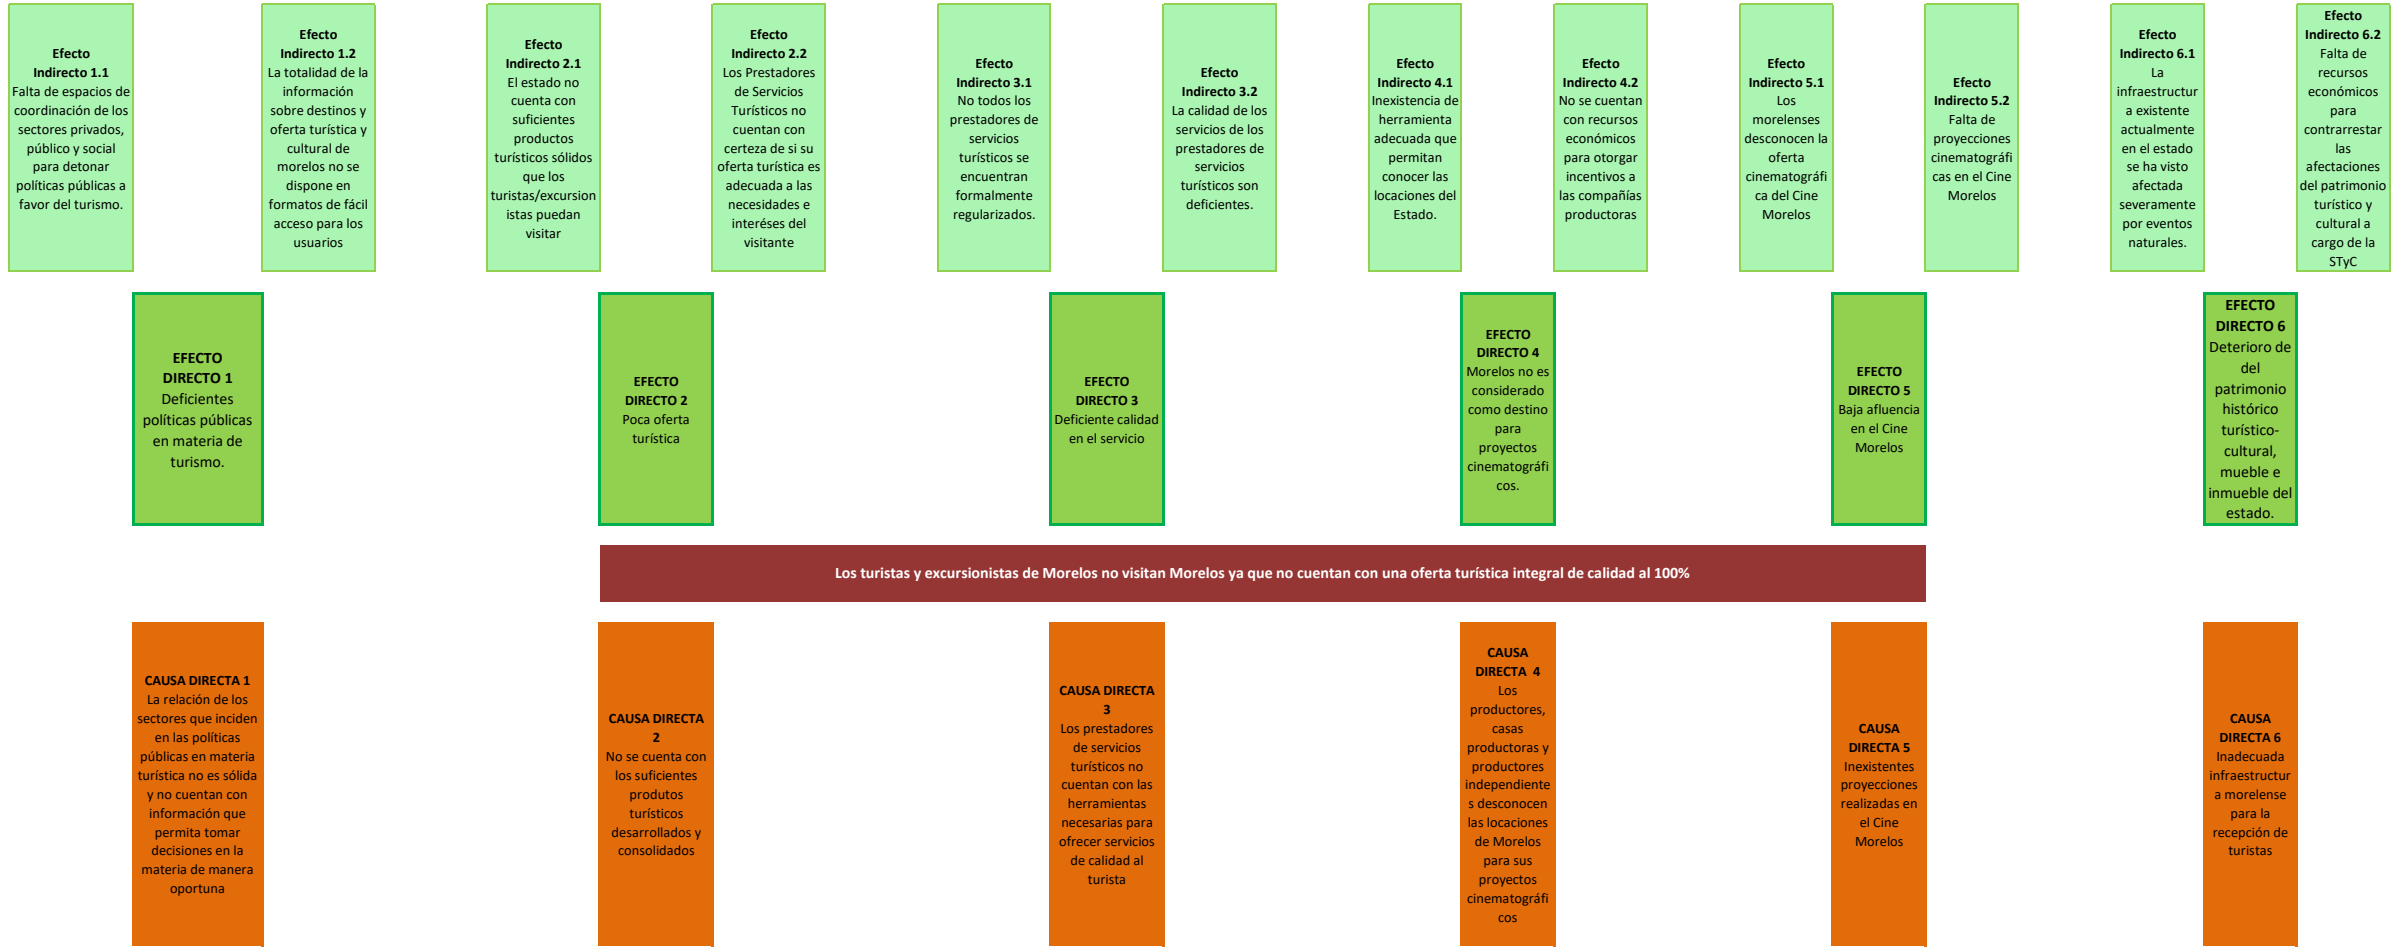 Efecto
Indirecto 1.1
Falta de espacios de
coordinación de los
sectores privados,
público y social
para detonar
políticas públicas a
favor del turismo.
Efecto
Indirecto 1.2
La totalidad de la
información
sobre destinos y
oferta turística y
cultural de
morelos no se
dispone en
formatos de fácil
acceso para los
usuarios
Efecto
Indirecto 2.1
El estado no
cuenta con
suficientes
productos
turísticos sólidos
que los
turistas/excursion
istas puedan
visitar
Efecto
Indirecto 2.2
Los Prestadores
de Servicios
Turísticos no
cuentan con
certeza de si su
oferta turística es
adecuada a las
necesidades e
interéses del
visitante
Efecto
Indirecto 3.1
No todos los
prestadores de
servicios
turísticos se
encuentran
formalmente
regularizados.
Efecto
Indirecto 3.2
La calidad de los
servicios de los
prestadores de
servicios
turísticos son
deficientes.
Efecto
Indirecto 4.1
Inexistencia de
herramienta
adecuada que
permitan
conocer las
locaciones del
Estado.
Efecto
Indirecto 4.2
No se cuentan
con recursos
económicos
para otorgar
incentivos a
las compañías
productoras
Efecto
Indirecto 5.1
Los
morelenses
desconocen la
oferta
cinematográfi
ca del Cine
Morelos
Efecto
Indirecto 5.2
Falta de
proyecciones
cinematográfi
cas en el Cine
Morelos
Efecto
Indirecto 6.1
La
infraestructur
a existente
actualmente
en el estado
se ha visto
afectada
severamente
por eventos
naturales.
Efecto
Indirecto 6.2
Falta de
recursos
económicos
para
contrarrestar
las
afectaciones
del patrimonio
turístico y
cultural a
cargo de la
STyC
EFECTO
DIRECTO 1
Deficientes
políticas públicas
en materia de
turismo.
EFECTO
DIRECTO 2
Poca oferta
turística
EFECTO
DIRECTO 3
Deficiente calidad
en el servicio
EFECTO
DIRECTO 4
Morelos no es
considerado
como destino
para
proyectos
cinematográfi
cos.
EFECTO
DIRECTO 5
Baja afluencia
en el Cine
Morelos
EFECTO
DIRECTO 6
Deterioro de
del
patrimonio
histórico
turístico-
cultural,
mueble e
inmueble del
estado.
Los turistas y excursionistas de Morelos no visitan Morelos ya que no cuentan con una oferta turística integral de calidad al 100%
CAUSA DIRECTA 1
La relación de los
sectores que inciden
en las políticas
públicas en materia
turística no es sólida
y no cuentan con
información que
permita tomar
decisiones en la
materia de manera
oportuna
CAUSA DIRECTA
2
No se cuenta con
los suficientes
produtos
turísticos
desarrollados y
consolidados
CAUSA DIRECTA
3
Los prestadores
de servicios
turísticos no
cuentan con las
herramientas
necesarias para
ofrecer servicios
de calidad al
turista
CAUSA
DIRECTA 4
Los
productores,
casas
productoras y
productores
independiente
s desconocen
las locaciones
de Morelos
para sus
proyectos
cinematográfi
cos
CAUSA
DIRECTA 5
Inexistentes
proyecciones
realizadas en
el Cine
Morelos
CAUSA
DIRECTA 6
Inadecuada
infraestructur
a morelense
para la
recepción de
turistas